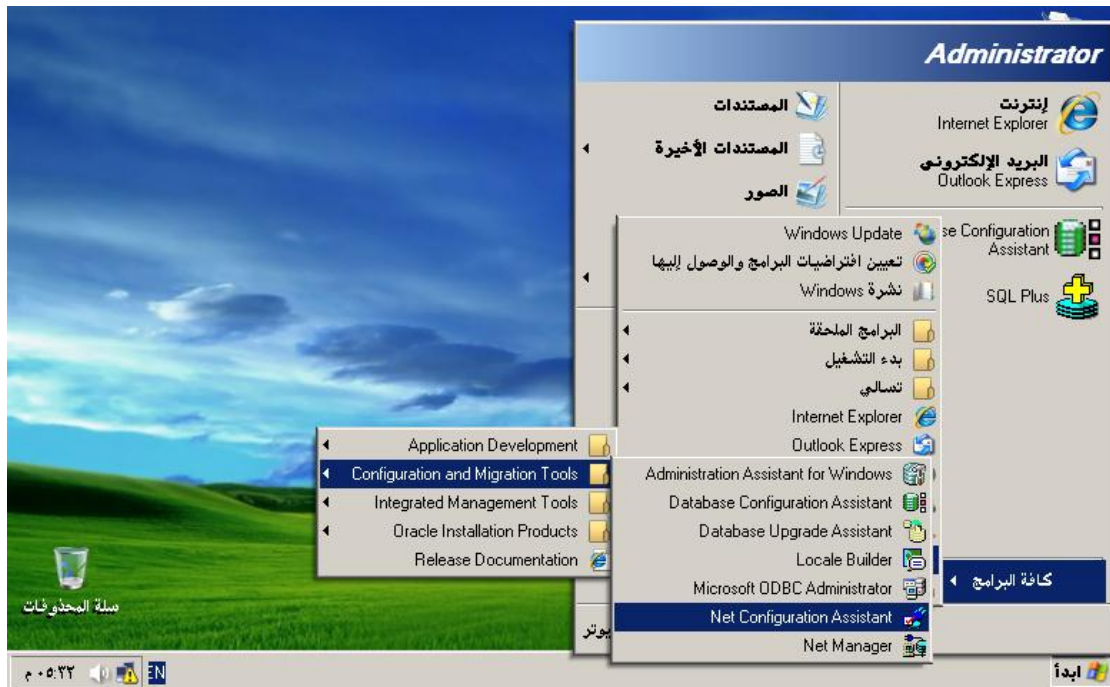 Administrator
إنترنت
Internet Explorer
البريد الإلكتروني
Outlook Express
se Configuration
Assistant
SQL Plus
المستندات
المستندات الأخيرة
الصور
Windows Update
تعيين افتراضيات البرامج والوصول إليها
نشرة Windows
البرامج الملحقة
بدء التشغيل
تسالي
Internet Explorer
Outlook Express
Application Development
Configuration and Migration Tools
Integrated Management Tools
Oracle Installation Products
Release Documentation
Administration Assistant for Windows
Database Configuration Assistant
Database Upgrade Assistant
Locale Builder
Microsoft ODBC Administrator
Net Configuration Assistant
Net Manager
كافة البرامج
يوتر
سلة المحذوفات
ابدأ
EN
٠٥:٣٢ م